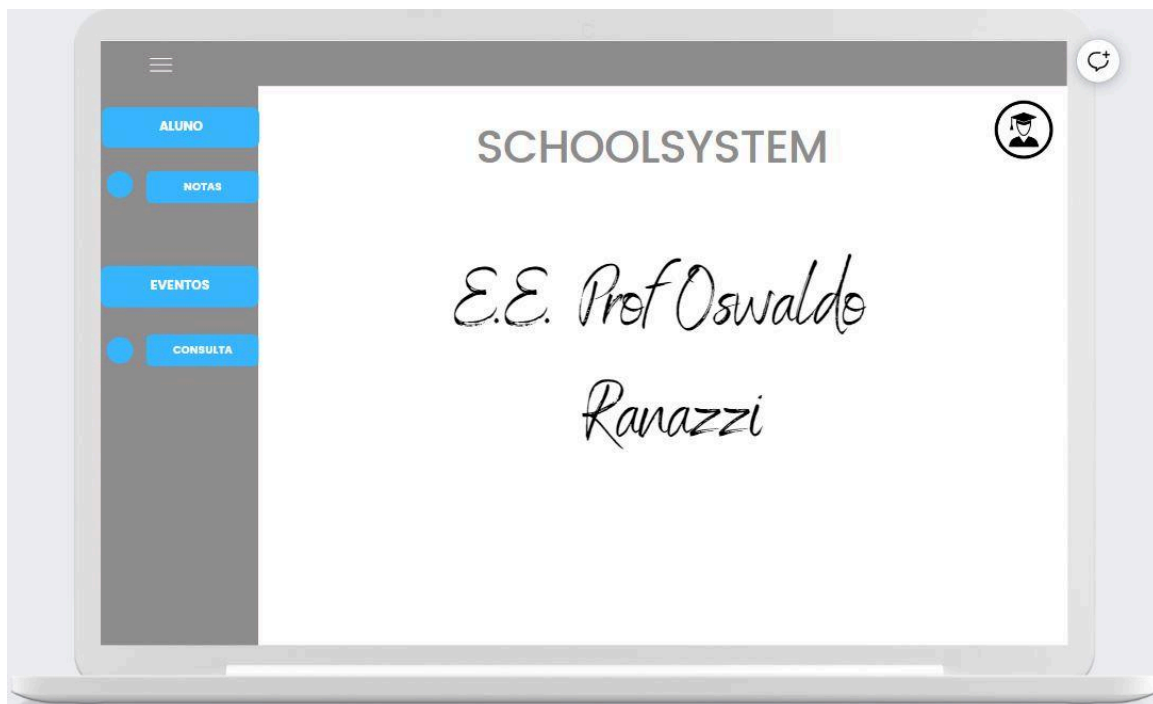 ALUNO
NOTAS
EVENTOS
CONSULTA
SCHOOLSYSTEM
E.E. Prof Oswaldo
Ranazzi